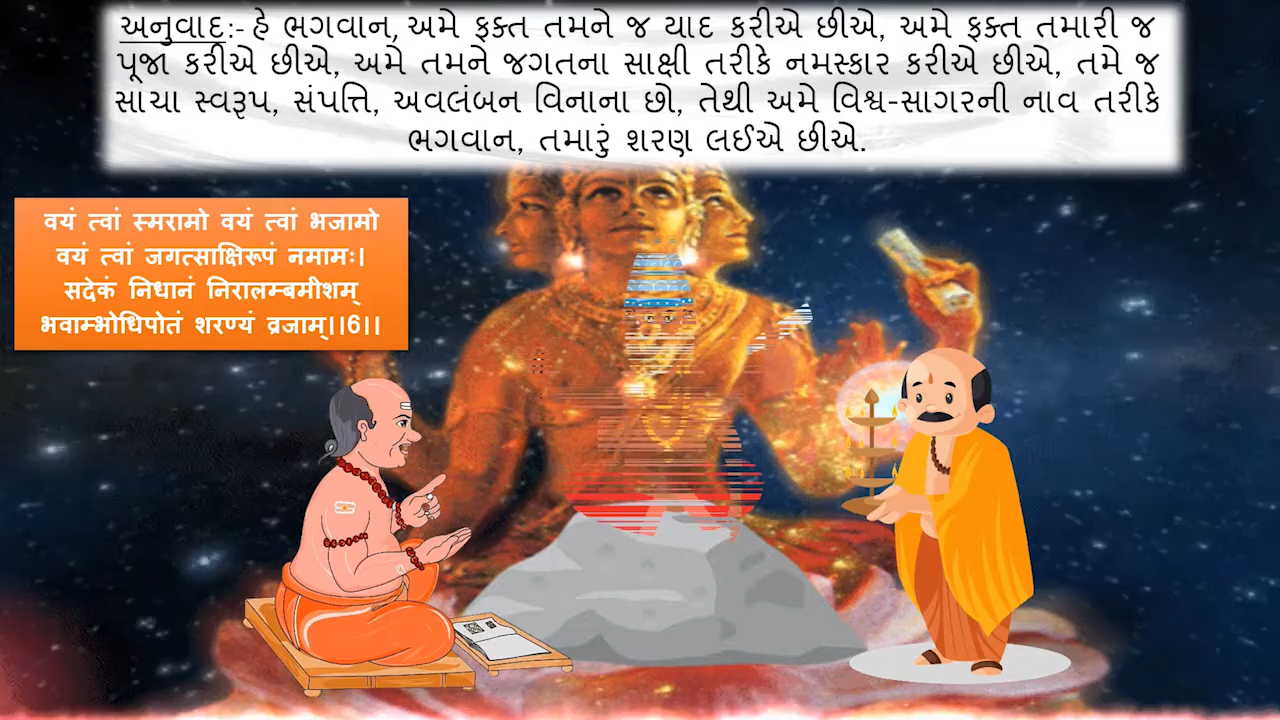 અનુવાદ:- હે ભગવાન, અમે ફક્ત તમને જ યાદ કરીએ છીએ, અમે ફક્ત તમારી જ
પૂજા કરીએ છીએ, અમે તમને જગતના સાક્ષી તરીકે નમસ્કાર કરીએ છીએ, તમે જ
સાચા સ્વરૂપ, સંપત્તિ, અવલંબન વિનાના છો, તેથી અમે વિશ્વ-સાગરની નાવ તરીકે
ભગવાન, તમારું શરણ લઈએ છીએ.
वयं त्वां स्मरामो वयं त्वां भजामो
वयं त्वां जगत्साक्षिरूपं नमामः।
सदेकं निधानं निरालम्बमीशम्
भवाम्भोधिपोतं शरण्यं व्रजाम्।।6।।